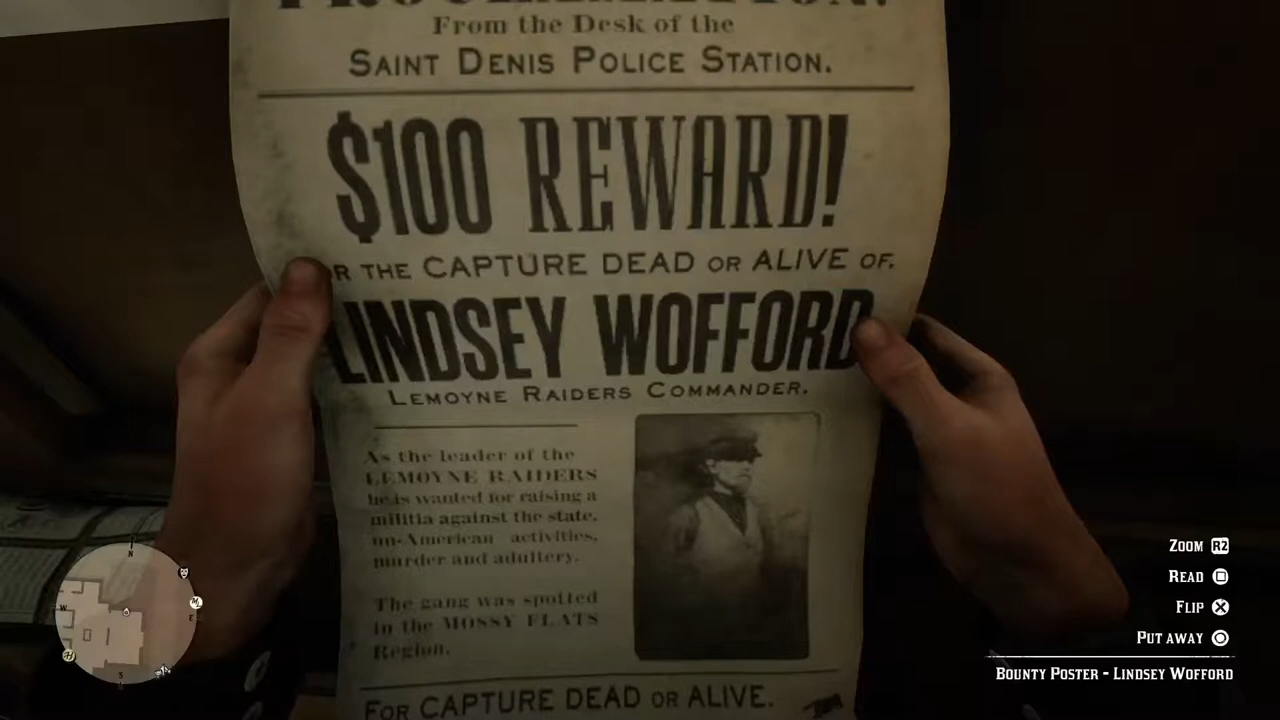 From the Desk of the
SAINT DENIS POLICE STATION.
$100 REWARD!
R THE CAPTURE DEAD OR ALIVE OF.
LINDSEY WOFFORD
LEMOYNE RAIDERS COMMANDER.
As the leader of the
LEMOYNE RAIDERS
he is wanted for raising a
militia against the state,
un-American activities,
murder and adultery.
The gang was spotted
in the MOSSY FLATS
Region.
FOR CAPTURE DEAD OR ALIVE.
N
W
E
S
ZOOM R2
READ
FLIP
PUT AWAY
BOUNTY POSTER - LINDSEY WOFFORD